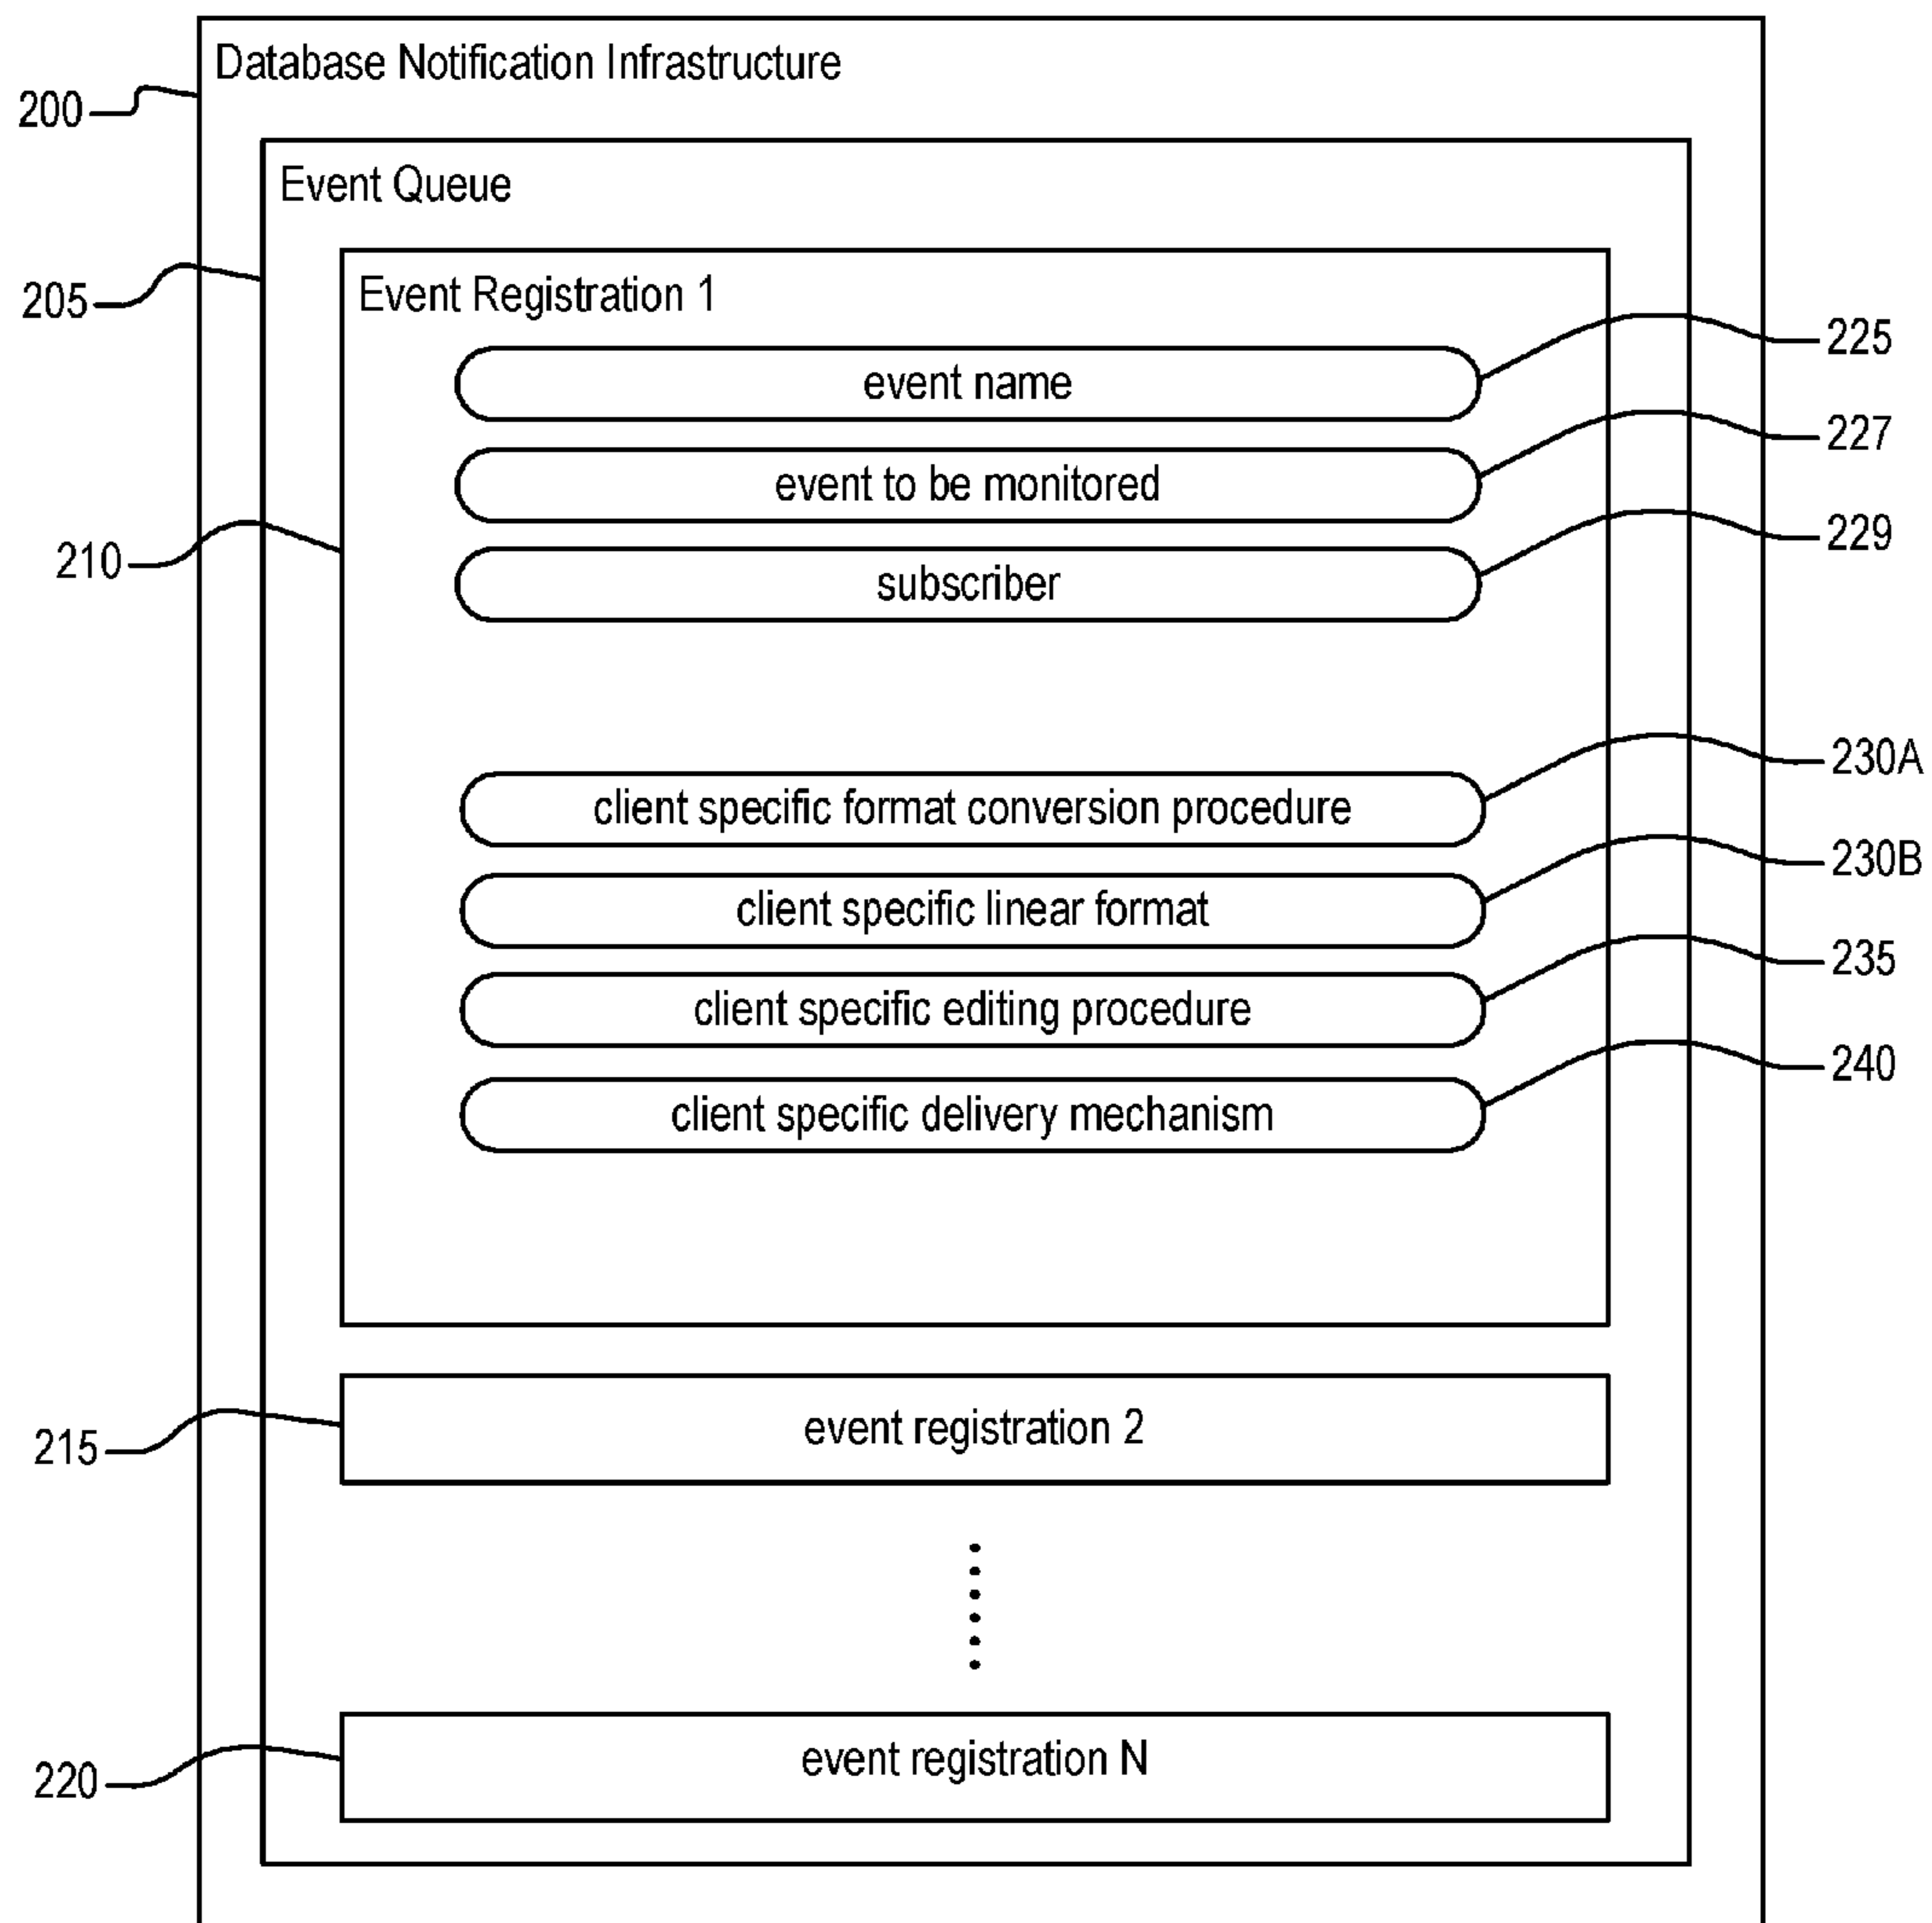 Database Notification Infrastructure
200
Event Queue
205
Event Registration 1
225
event name
227
event to be monitored
229
210
subscriber
230A
client specific format conversion procedure
230B
client specific linear format
235
client specific editing procedure
240
client specific delivery mechanism
215
event registration 2
220
event registration N